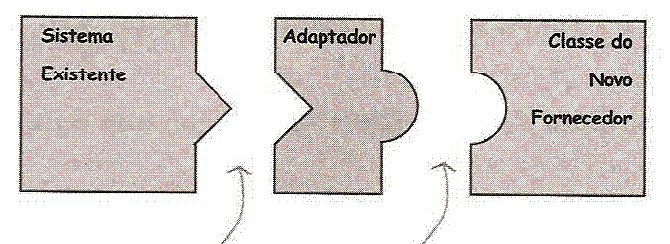 Sistema
Existente
Adaptador
Classe do
Novo
Fornecedor